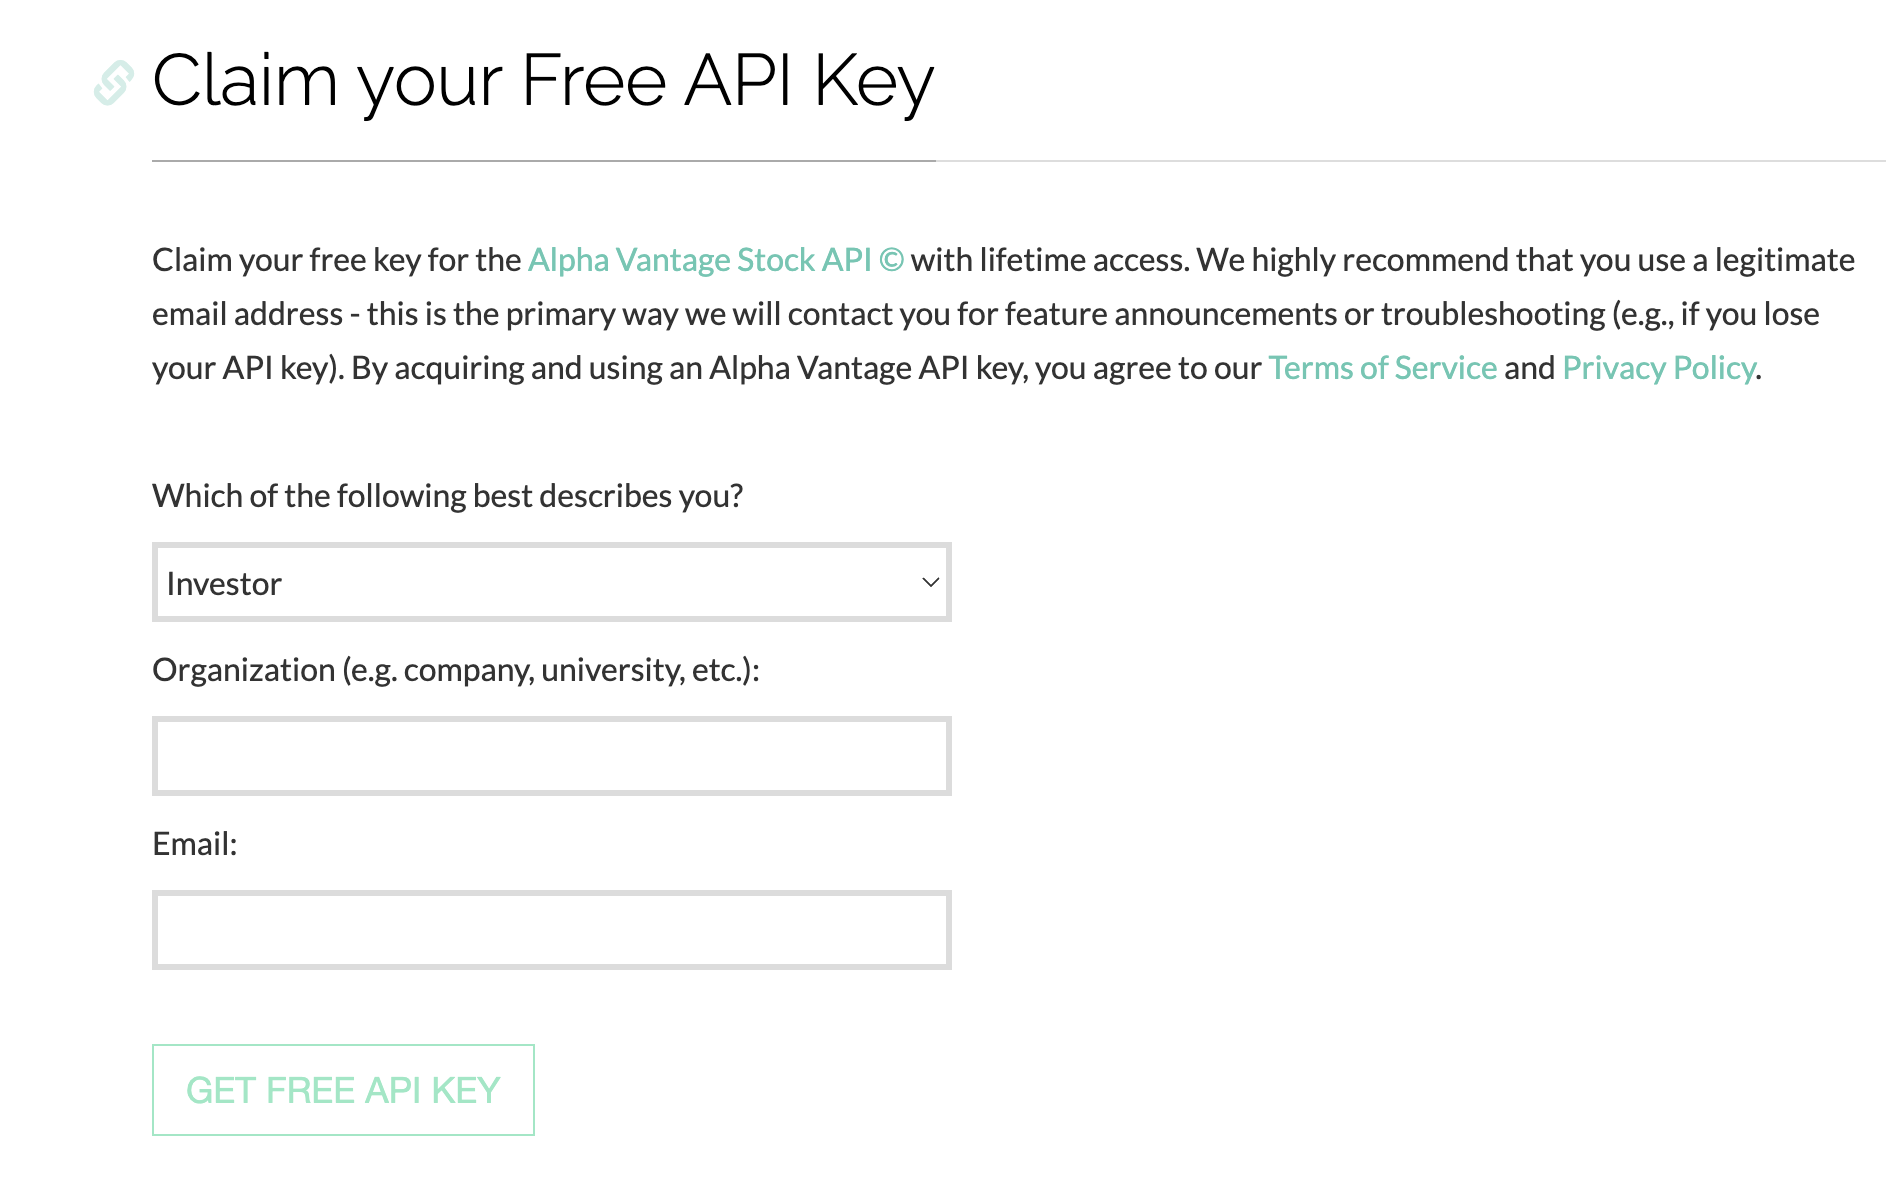 Claim your Free API Key
Claim your free key for the Alpha Vantage Stock API © with lifetime access. We highly recommend that you use a legitimate
email address - this is the primary way we will contact you for feature announcements or troubleshooting (e.g., if you lose
your API key). By acquiring and using an Alpha Vantage API key, you agree to our Terms of Service and Privacy Policy.
Which of the following best describes you?
Investor
Organization (e.g. company, university, etc.):
Email:
GET FREE API KEY